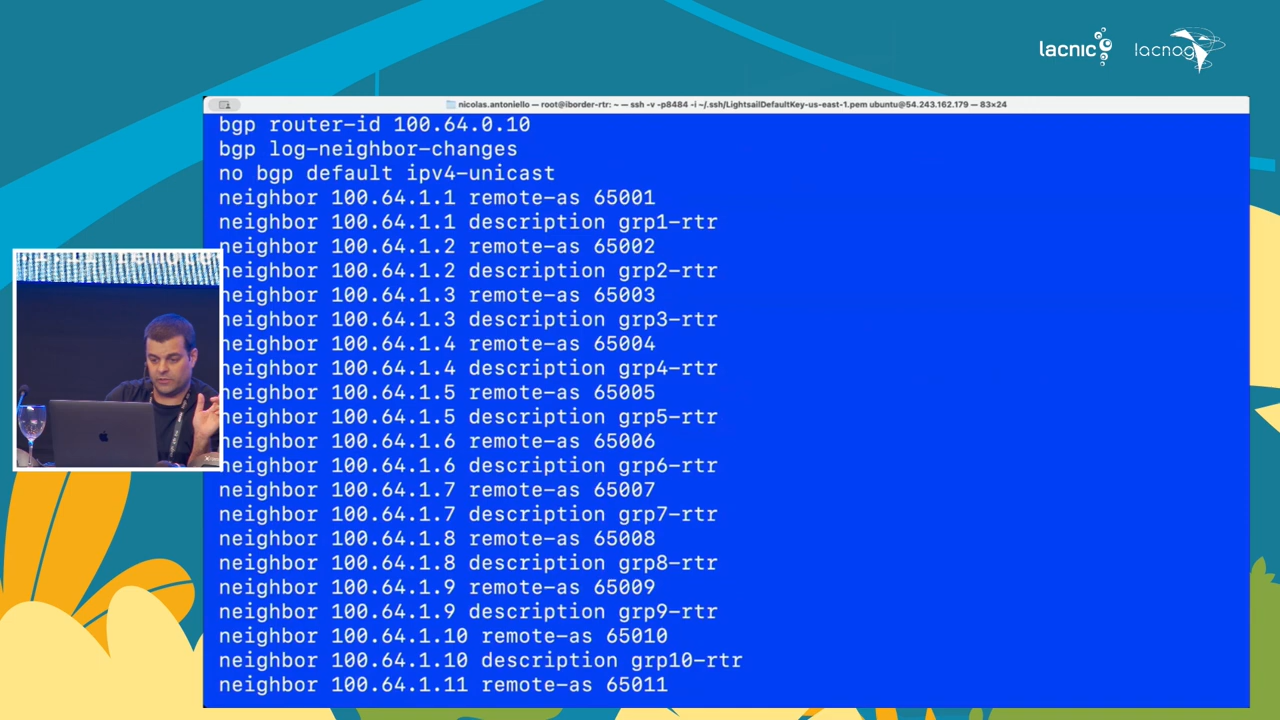 lacnic
lacnog
nicolas.antoniello — root@iborder-rtr: ~ — ssh -v -p8484 -i ~/.ssh/LightsailDefaultKey-us-east-1.pem ubuntu@54.243.162.179 — 83×24
bgp router-id 100.64.0.10
bgp log-neighbor-changes
no bgp default ipv4-unicast
neighbor 100.64.1.1 remote-as 65001
neighbor 100.64.1.1 description grp1-rtr
neighbor 100.64.1.2 remote-as 65002
neighbor 100.64.1.2 description grp2-rtr
neighbor 100.64.1.3 remote-as 65003
neighbor 100.64.1.3 description grp3-rtr
neighbor 100.64.1.4 remote-as 65004
neighbor 100.64.1.4 description grp4-rtr
neighbor 100.64.1.5 remote-as 65005
neighbor 100.64.1.5 description grp5-rtr
neighbor 100.64.1.6 remote-as 65006
neighbor 100.64.1.6 description grp6-rtr
neighbor 100.64.1.7 remote-as 65007
neighbor 100.64.1.7 description grp7-rtr
neighbor 100.64.1.8 remote-as 65008
neighbor 100.64.1.8 description grp8-rtr
neighbor 100.64.1.9 remote-as 65009
neighbor 100.64.1.9 description grp9-rtr
neighbor 100.64.1.10 remote-as 65010
neighbor 100.64.1.10 description grp10-rtr
neighbor 100.64.1.11 remote-as 65011